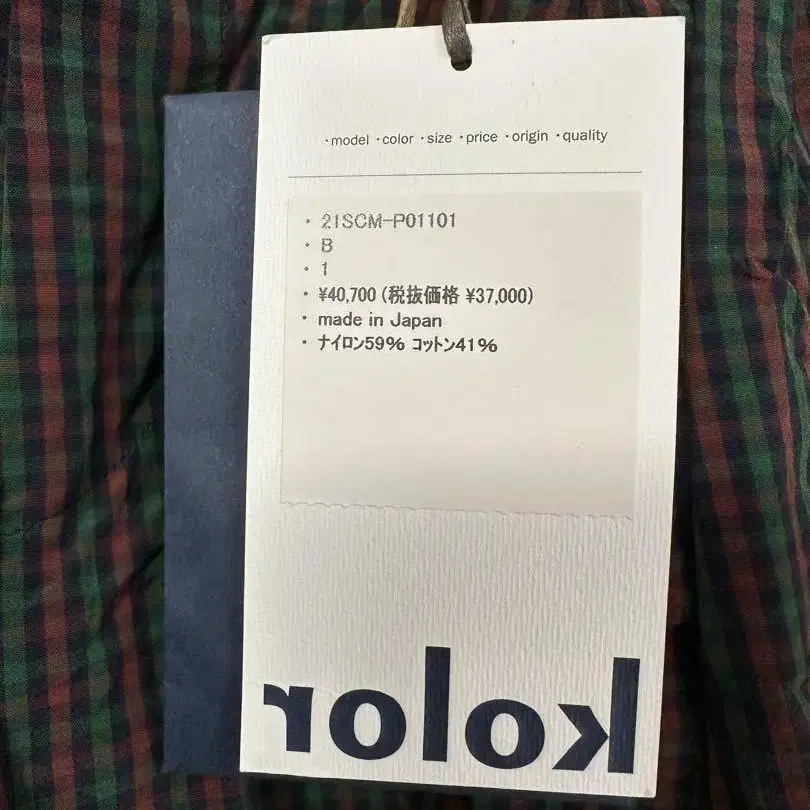 ·model ·color ·size ·price ·origin ·quality
· 21SCM-P01101
· B
· 1
· ¥40,700 (税抜価格 ¥37,000)
· made in Japan
· ナイロン59% コットン41%
kolor